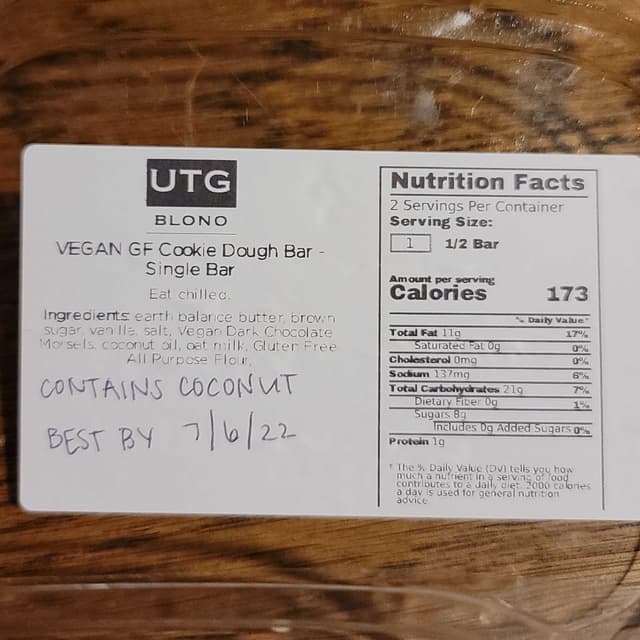 UTG
BLONO
VEGAN GF Cookie Dough Bar -
Single Bar
Eat chilled.
Ingredients: earth balance butter, brown
sugar, vanilla, salt, Vegan Dark Chocolate
Morsels, coconut oil, oat milk, Gluten Free
All Purpose Flour,
CONTAINS COCONUT
BEST BY 7/6/22
Nutrition Facts
2 Servings Per Container
Serving Size:
1 1/2 Bar
Amount per serving
Calories 173
% Daily Value*
Total Fat 11g 17%
Saturated Fat 0g 0%
Cholesterol 0mg 0%
Sodium 137mg 6%
Total Carbohydrates 21g 7%
Dietary Fiber 0g 1%
Sugars 8g
Includes 0g Added Sugars 0%
Protein 1g
* The % Daily Value (DV) tells you how
much a nutrient in a serving of food
contributes to a daily diet. 2000 calories
a day is used for general nutrition
advice.